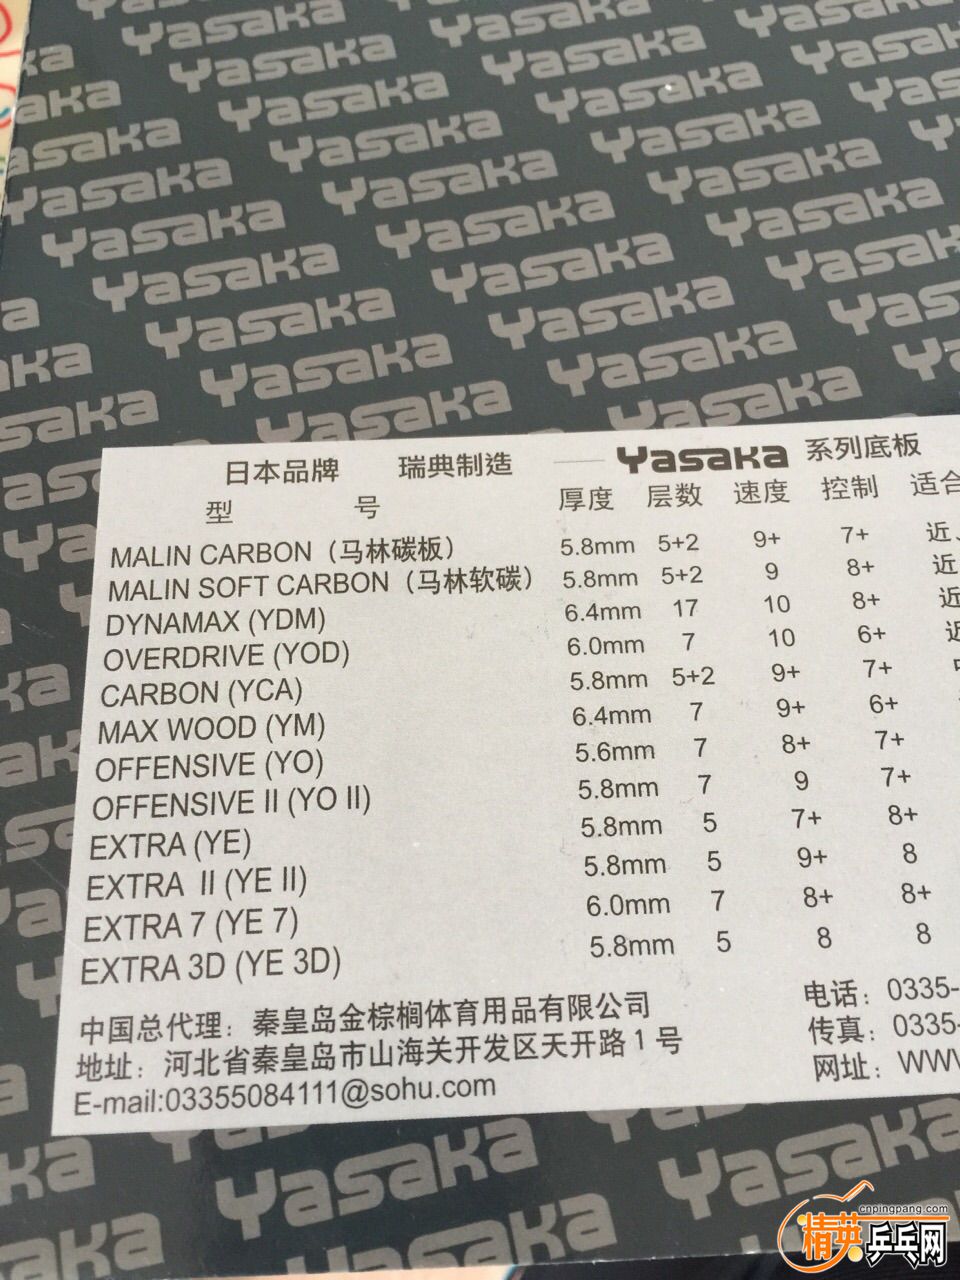 日本品牌 瑞典制造 Yasaka 系列底板
型号 厚度 层数 速度 控制 适合
MALIN CARBON（马林碳板） 5.8mm 5+2 9+ 7+ 近、
MALIN SOFT CARBON（马林软碳） 5.8mm 5+2 9 8+ 近
DYNAMAX (YDM) 6.4mm 17 10 8+ 近
OVERDRIVE (YOD) 6.0mm 7 10 6+ 近
CARBON (YCA) 5.8mm 5+2 9+ 7+
MAX WOOD (YM) 6.4mm 7 9+ 6+
OFFENSIVE (YO) 5.6mm 7 8+ 7+
OFFENSIVE II (YO II) 5.8mm 7 9 7+
EXTRA (YE) 5.8mm 5 7+ 8+
EXTRA II (YE II) 5.8mm 5 9+ 8
EXTRA 7 (YE 7) 6.0mm 7 8+ 8+
EXTRA 3D (YE 3D) 5.8mm 5 8 8
中国总代理：秦皇岛金棕榈体育用品有限公司 电话：0335-
地址：河北省秦皇岛市山海关开发区天开路1号 传真：0335-
E-mail:03355084111@sohu.com 网址：WWW
cnpingpang.com
精英乒乓网